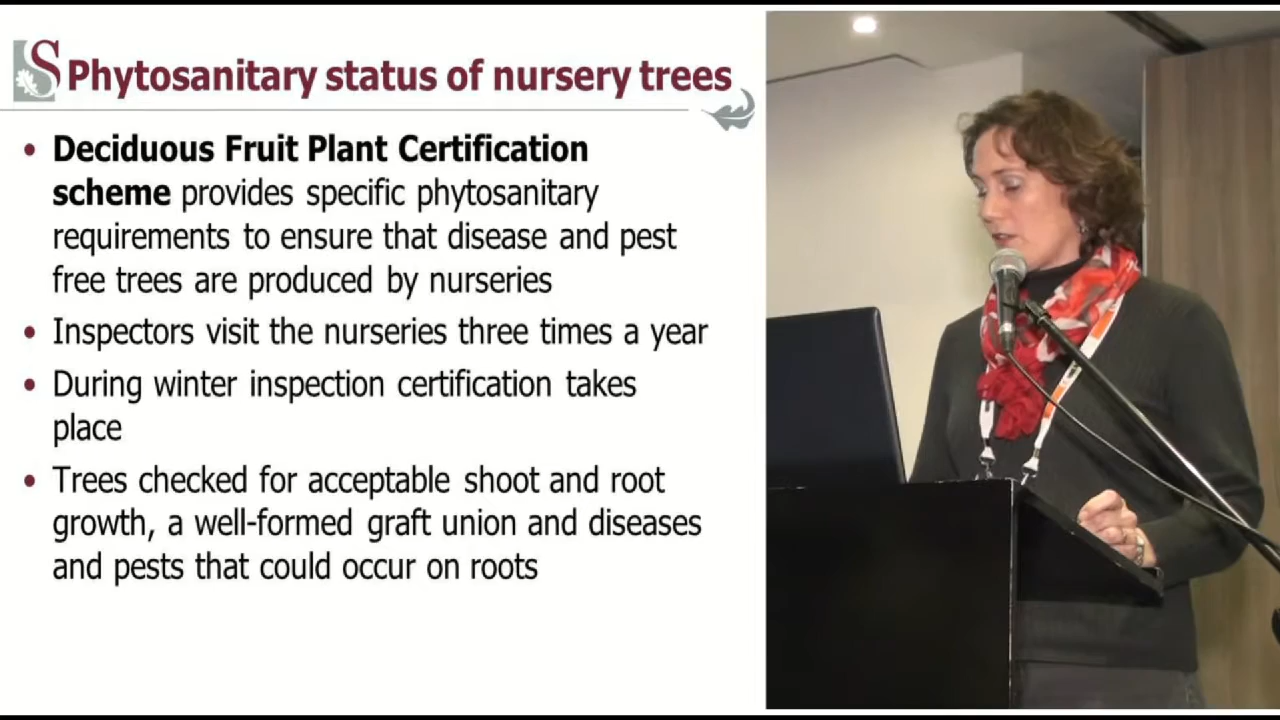 S
Phytosanitary status of nursery trees
• Deciduous Fruit Plant Certification
scheme provides specific phytosanitary
requirements to ensure that disease and pest
free trees are produced by nurseries
• Inspectors visit the nurseries three times a year
• During winter inspection certification takes
place
• Trees checked for acceptable shoot and root
growth, a well-formed graft union and diseases
and pests that could occur on roots